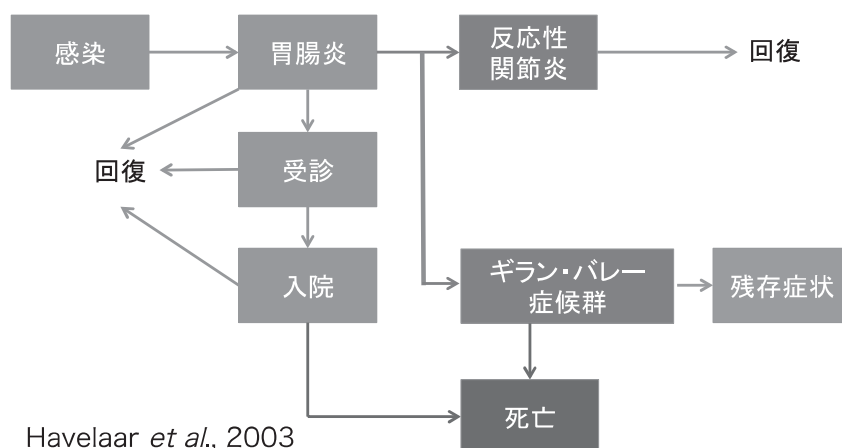 感染
胃腸炎
反応性
関節炎
回復
回復
受診
入院
ギラン・バレー
症候群
残存症状
死亡
Havelaar et al., 2003